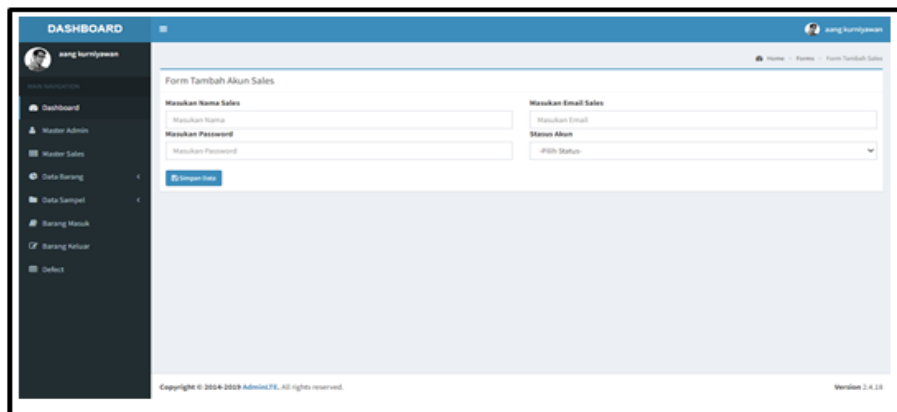 DASHBOARD
aang kurniyawan
aang kurniyawan
MAIN NAVIGATION
Dashboard
Master Admin
Master Sales
Data Barang
Data Sampel
Barang Masuk
Barang Keluar
Defect
Home > Forms > Form Tambah Sales
Form Tambah Akun Sales
Masukan Nama Sales
Masukan Nama
Masukan Email Sales
Masukan Email
Masukan Password
Masukan Password
Status Akun
-Pilih Status-
Simpan Data
Copyright © 2014-2019 AdminLTE. All rights reserved.
Version 2.4.18